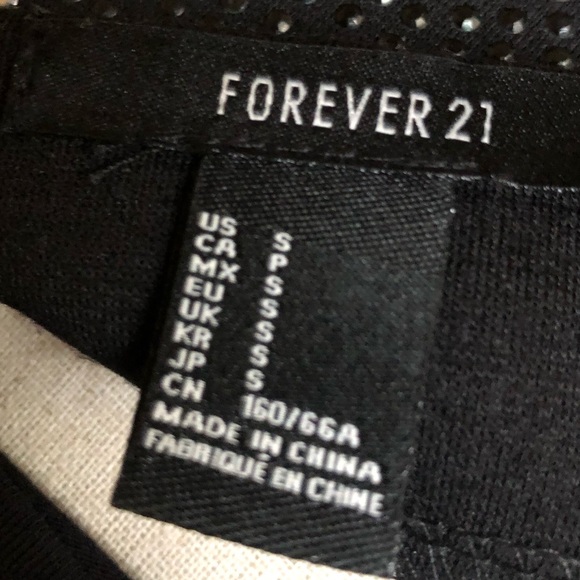 FOREVER 21
US S
CA P
MX S
EU S
UK S
KR S
JP S
CN 160/66A
MADE IN CHINA
FABRIQUÉ EN CHINE